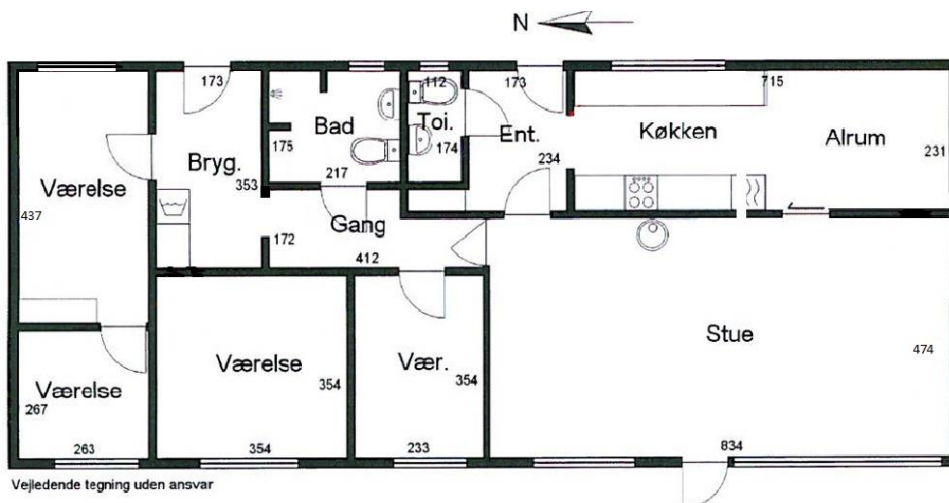 N
173
112
173
715
Bad
Toi.
Ent.
Køkken
Alrum
175
174
231
Bryg.
217
234
Værelse
353
437
Gang
172
412
Stue
474
Værelse
354
Vær.
354
Værelse
267
263
354
233
834
Vejledende tegning uden ansvar